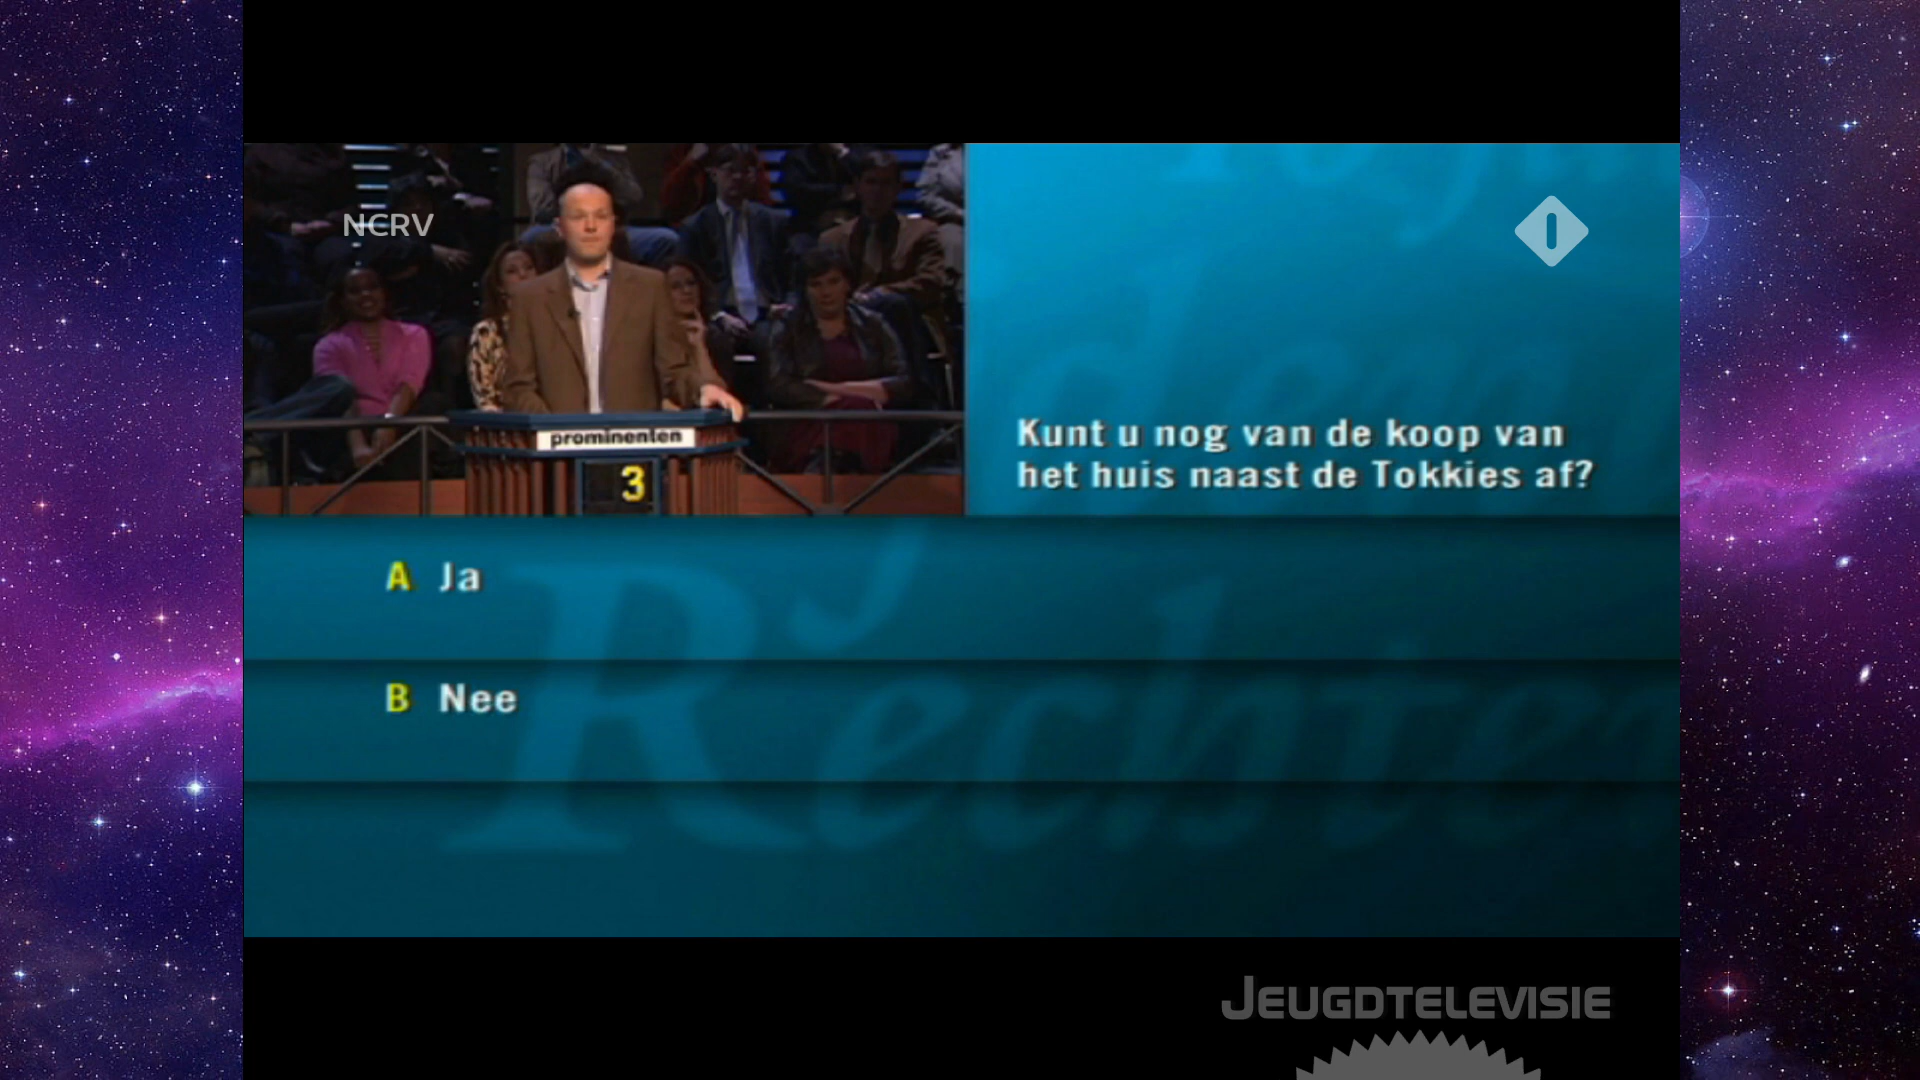 NCRV
prominenten
3
Kunt u nog van de koop van
het huis naast de Tokkies af?
A Ja
B Nee
Rechter
JEUGDTELEVISIE